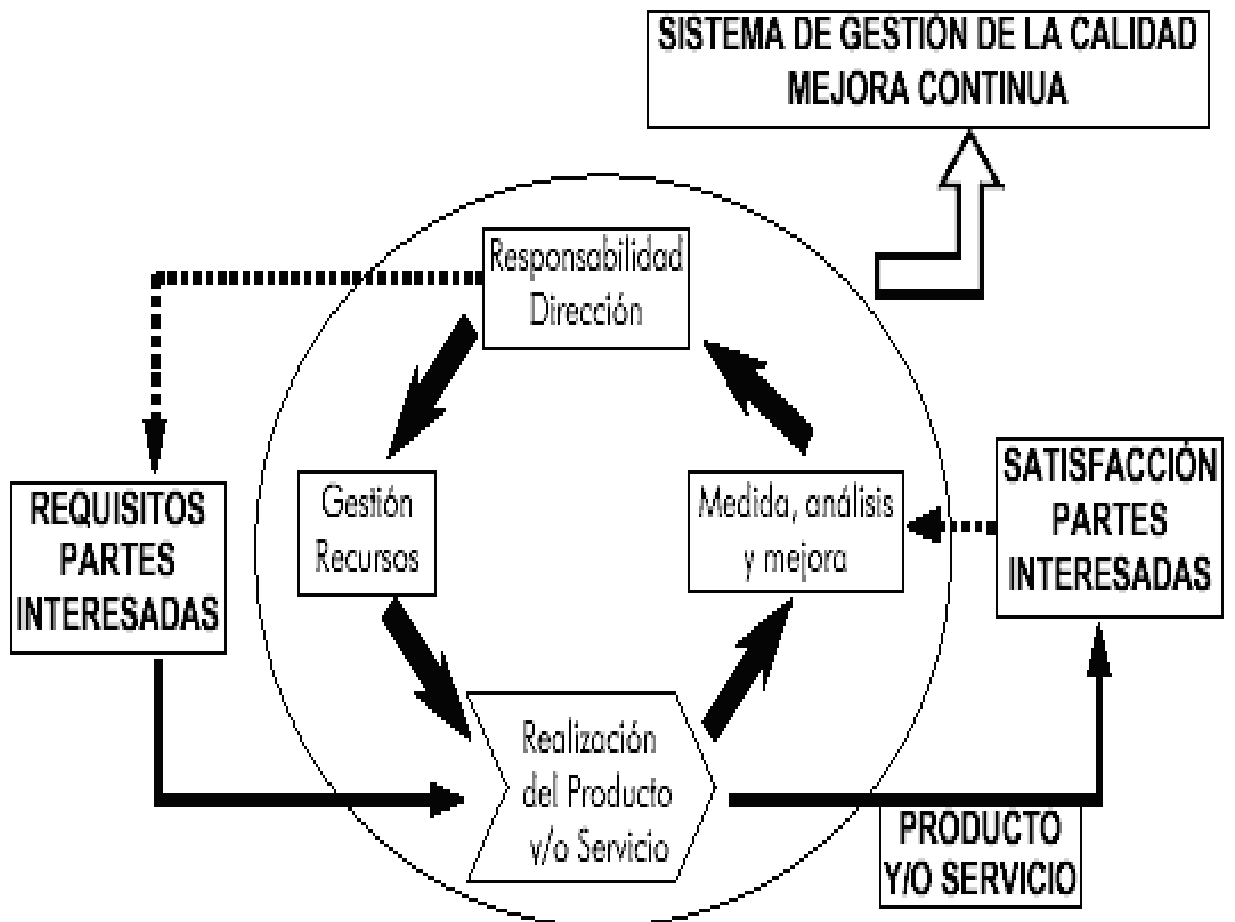 SISTEMA DE GESTIÓN DE LA CALIDAD
MEJORA CONTINUA
Responsabilidad
Dirección
REQUISITOS
PARTES
INTERESADAS
Gestión
Recursos
Medida, análisis
y mejora
SATISFACCIÓN
PARTES
INTERESADAS
Realización
del Producto
y/o Servicio
PRODUCTO
Y/O SERVICIO